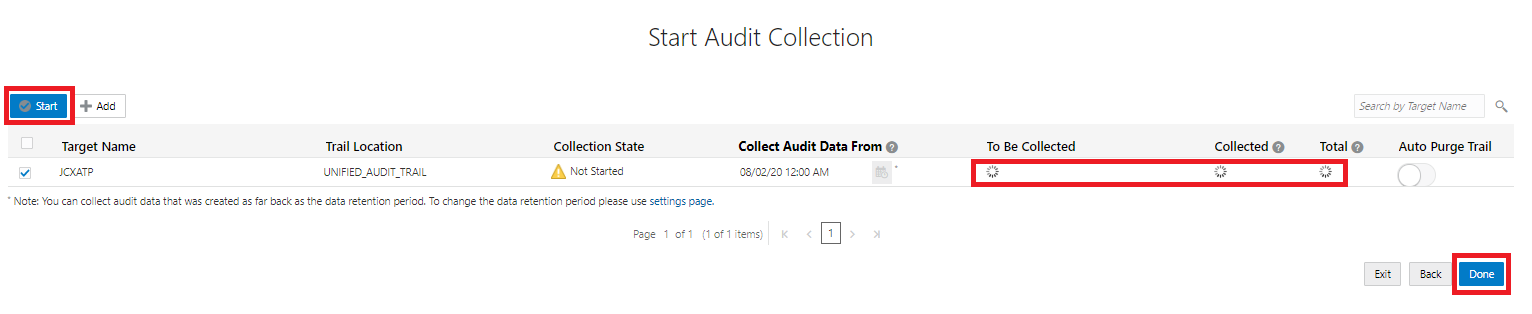 Start Audit Collection
Start Add Search by Target Name
Target Name Trail Location Collection State Collect Audit Data From ? To Be Collected Collected ? Total ? Auto Purge Trail
JCXATP UNIFIED_AUDIT_TRAIL Not Started 08/02/20 12:00 AM *
* Note: You can collect audit data that was created as far back as the data retention period. To change the data retention period please use settings page.
Page 1 of 1 (1 of 1 items) 1
Exit Back Done